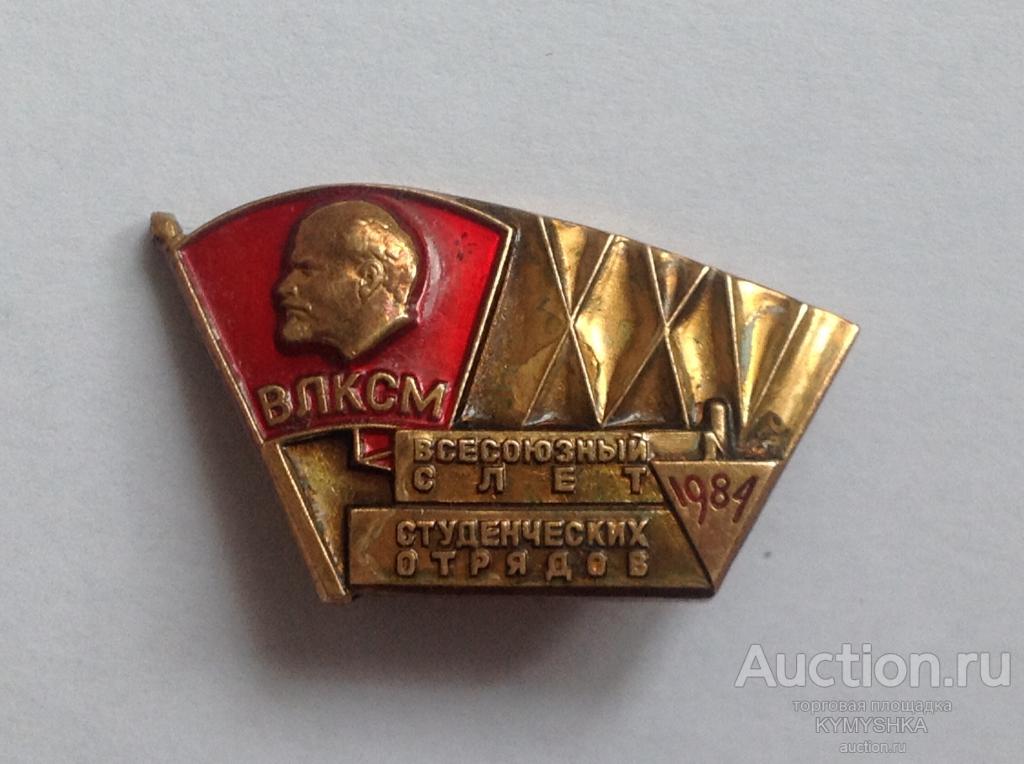 ВЛКСМ
ВСЕСОЮЗНЫЙ
СЛЕТ
СТУДЕНЧЕСКИХ
ОТРЯДОВ
1984
Auction.ru
торговая площадка
KYMYSHKA
auction.ru